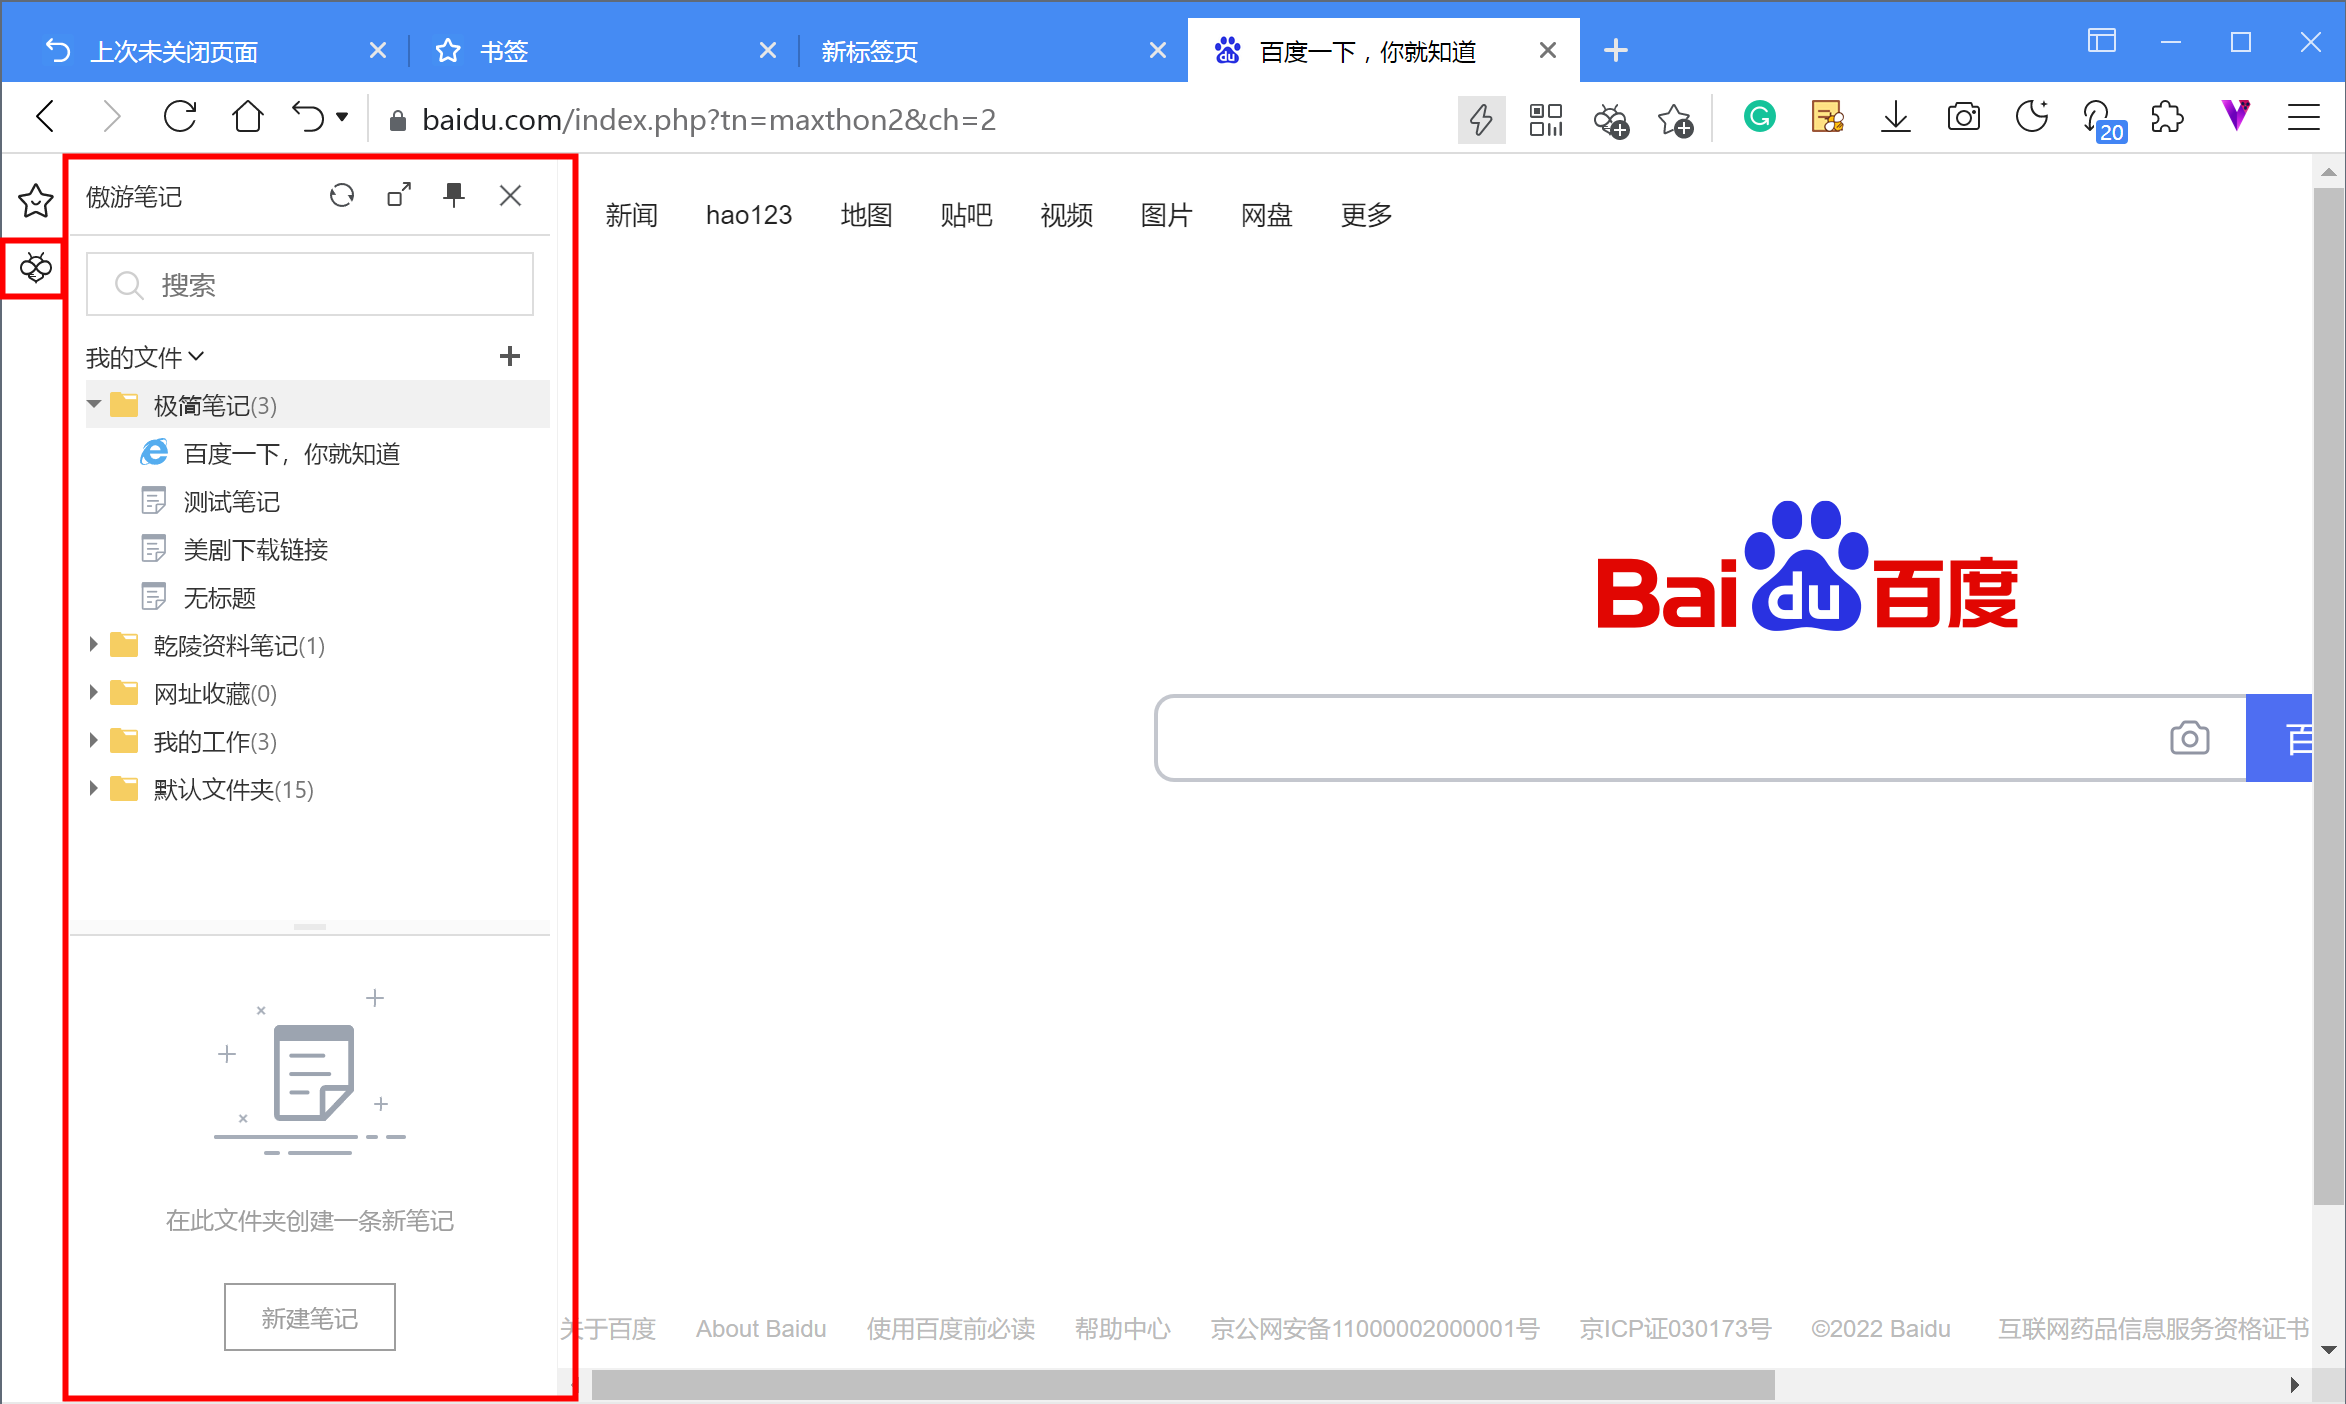 上次未关闭页面
书签
新标签页
百度一下，你就知道
baidu.com/index.php?tn=maxthon2&ch=2
20
傲游笔记
搜索
我的文件
极简笔记(3)
百度一下，你就知道
测试笔记
美剧下载链接
无标题
乾陵资料笔记(1)
网址收藏(0)
我的工作(3)
默认文件夹(15)
在此文件夹创建一条新笔记
新建笔记
新闻 hao123 地图 贴吧 视频 图片 网盘 更多
Bai du 百度
百
关于百度 About Baidu 使用百度前必读 帮助中心 京公网安备11000002000001号 京ICP证030173号 ©2022 Baidu 互联网药品信息服务资格证书